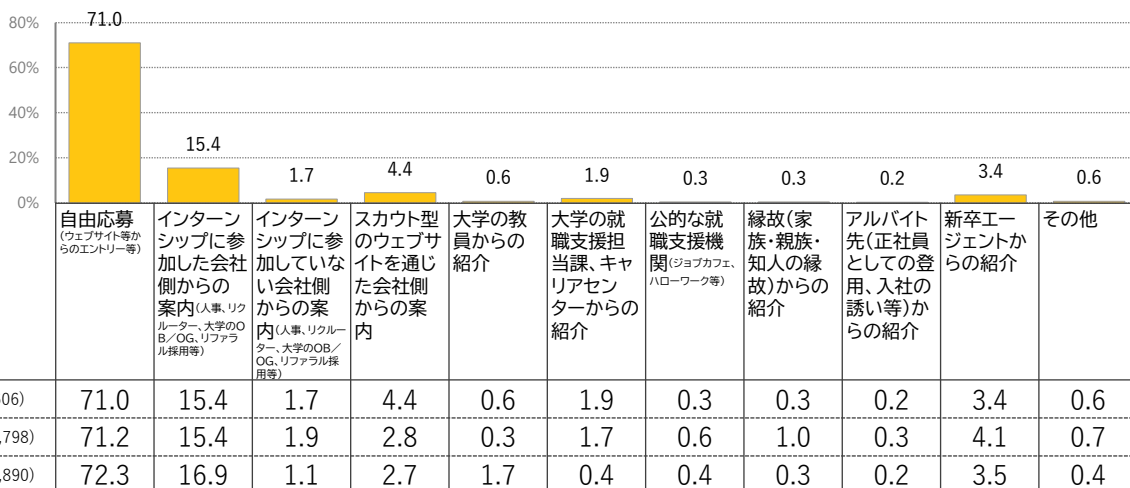 80%
60%
40%
20%
0%
71.0
15.4
1.7
4.4
0.6
1.9
0.3
0.3
0.2
3.4
0.6
自由応募
(ウェブサイト等か
らのエントリー等)
インターン
シップに参
加した会社
側からの
案内(人事、リク
ルーター、大学のO
B/OG、リファラ
ル採用等)
インターン
シップに参
加していな
い会社側
からの案
内(人事、リクルー
ター、大学のOB/
OG、リファラル採
用等)
スカウト型
のウェブサ
イトを通じ
た会社側
からの案
内
大学の教
員からの
紹介
大学の就
職支援担
当課、キャ
リアセン
ターからの
紹介
公的な就
職支援機
関(ジョブカフェ、
ハローワーク等)
縁故(家
族・親族・
知人の縁
故)からの
紹介
アルバイト
先(正社員
としての登
用、入社の
誘い等)か
らの紹介
新卒エー
ジェントか
らの紹介
その他
06) 71.0 15.4 1.7 4.4 0.6 1.9 0.3 0.3 0.2 3.4 0.6
,798) 71.2 15.4 1.9 2.8 0.3 1.7 0.6 1.0 0.3 4.1 0.7
,890) 72.3 16.9 1.1 2.7 1.7 0.4 0.4 0.3 0.2 3.5 0.4